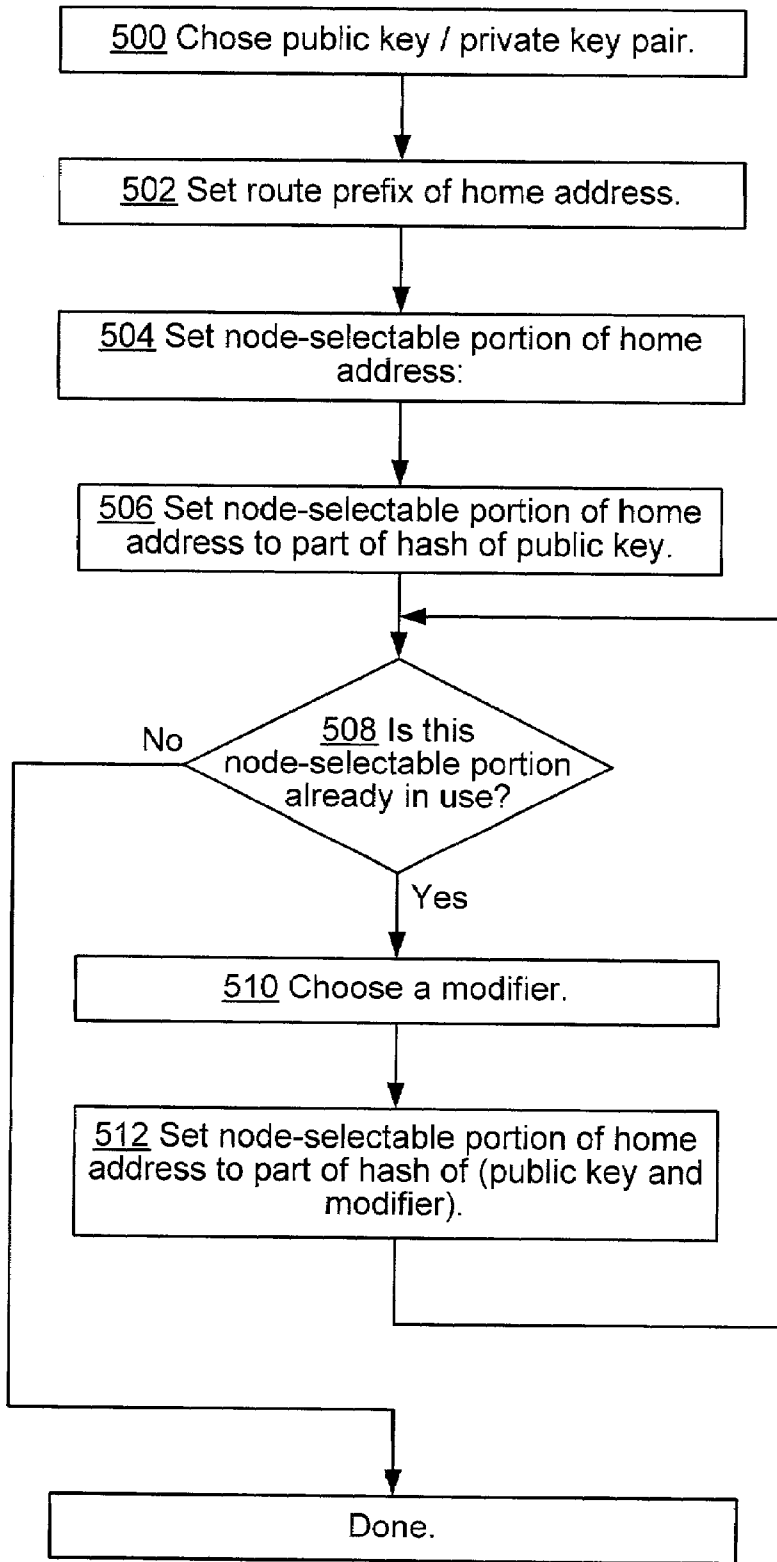 500 Chose public key / private key pair.
502 Set route prefix of home address.
504 Set node-selectable portion of home
address:
506 Set node-selectable portion of home
address to part of hash of public key.
508 Is this
node-selectable portion
already in use?
No
Yes
510 Choose a modifier.
512 Set node-selectable portion of home
address to part of hash of (public key and
modifier).
Done.